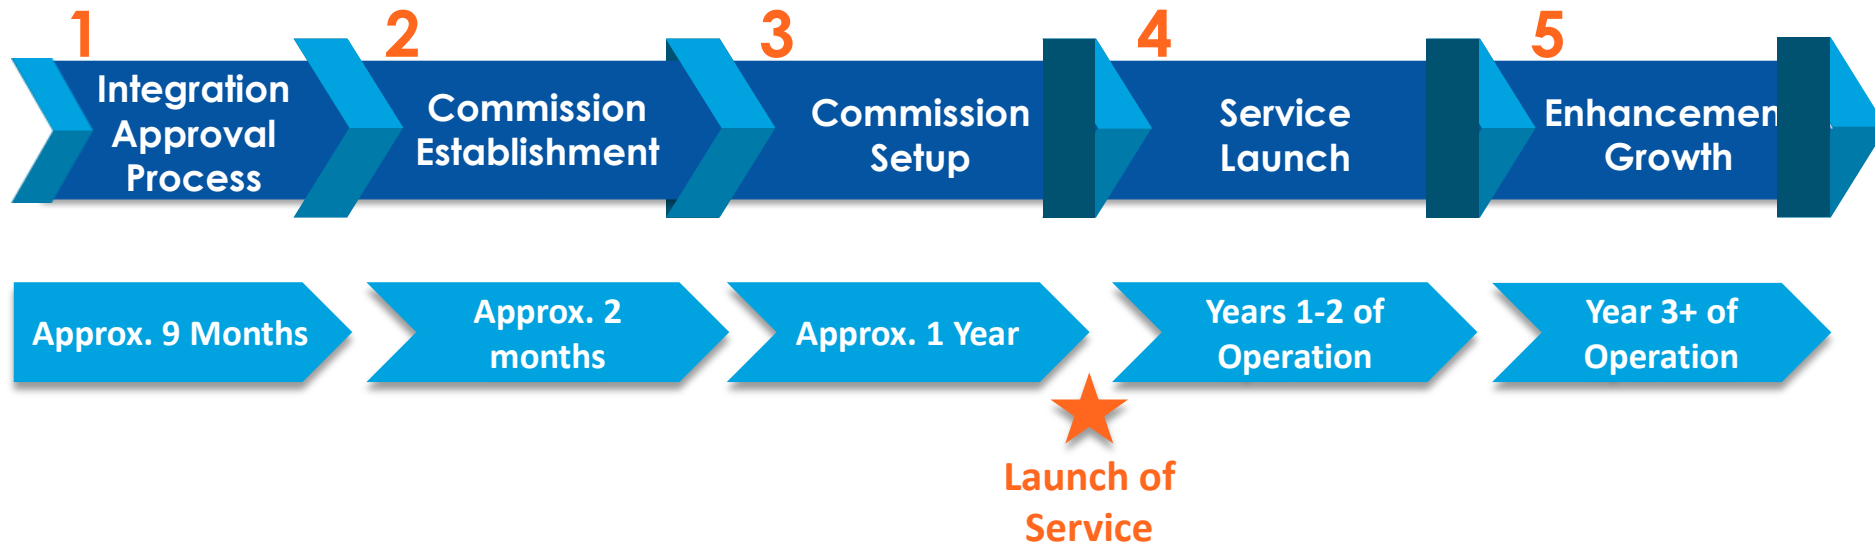 1
Integration
Approval
Process
2
Commission
Establishment
3
Commission
Setup
4
Service
Launch
5
Enhancemen
Growth
Approx. 9 Months
Approx. 2
months
Approx. 1 Year
Years 1-2 of
Operation
Year 3+ of
Operation
Launch of
Service